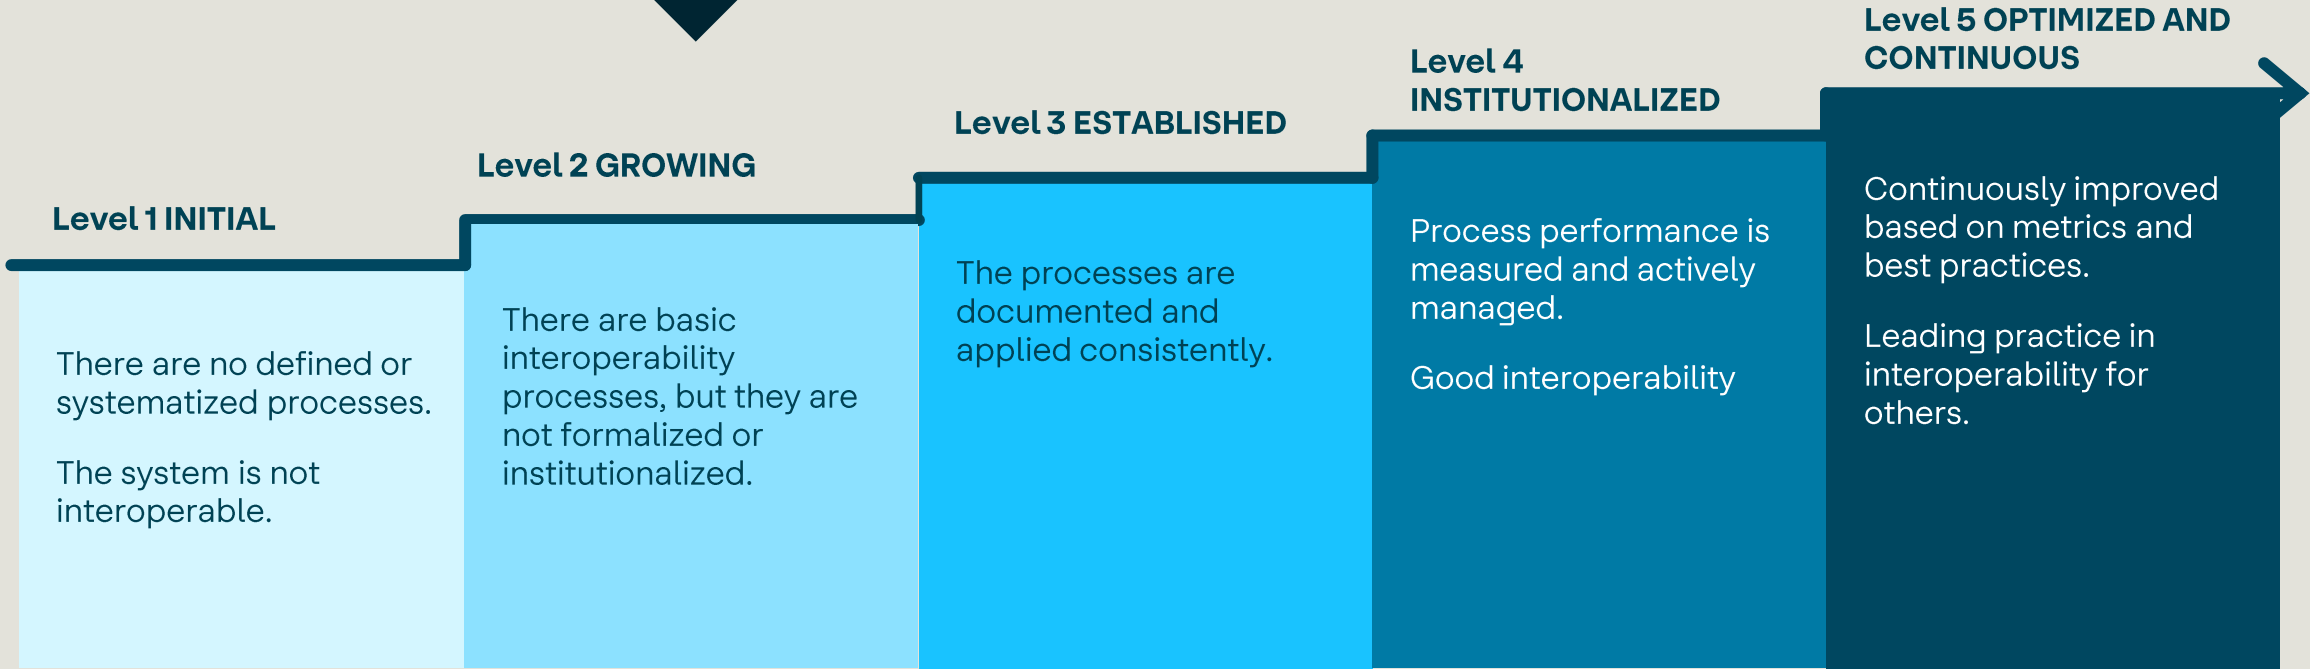 Level 1 INITIAL
There are no defined or
systematized processes.
The system is not
interoperable.
Level 2 GROWING
There are basic
interoperability
processes, but they are
not formalized or
institutionalized.
Level 3 ESTABLISHED
The processes are
documented and
applied consistently.
Level 4
INSTITUTIONALIZED
Process performance is
measured and actively
managed.
Good interoperability
Level 5 OPTIMIZED AND
CONTINUOUS
Continuously improved
based on metrics and
best practices.
Leading practice in
interoperability for
others.